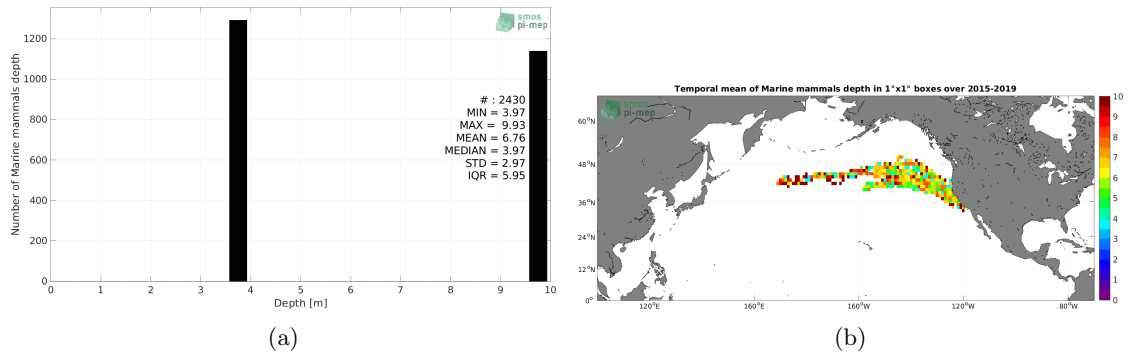 smos
pi-mep
1200
1000
800
600
400
200
0
Number of Marine mammals depth
# : 2430
MIN = 3.97
MAX = 9.93
MEAN = 6.76
MEDIAN = 3.97
STD = 2.97
IQR = 5.95
0 1 2 3 4 5 6 7 8 9 10
Depth [m]
(a)
Temporal mean of Marine mammals depth in 1°x1° boxes over 2015-2019
smos
pi-mep
60°N
48°N
36°N
24°N
12°N
0°
120°E 160°E 160°W 120°W 80°W
10
9
8
7
6
5
4
3
2
1
0
(b)